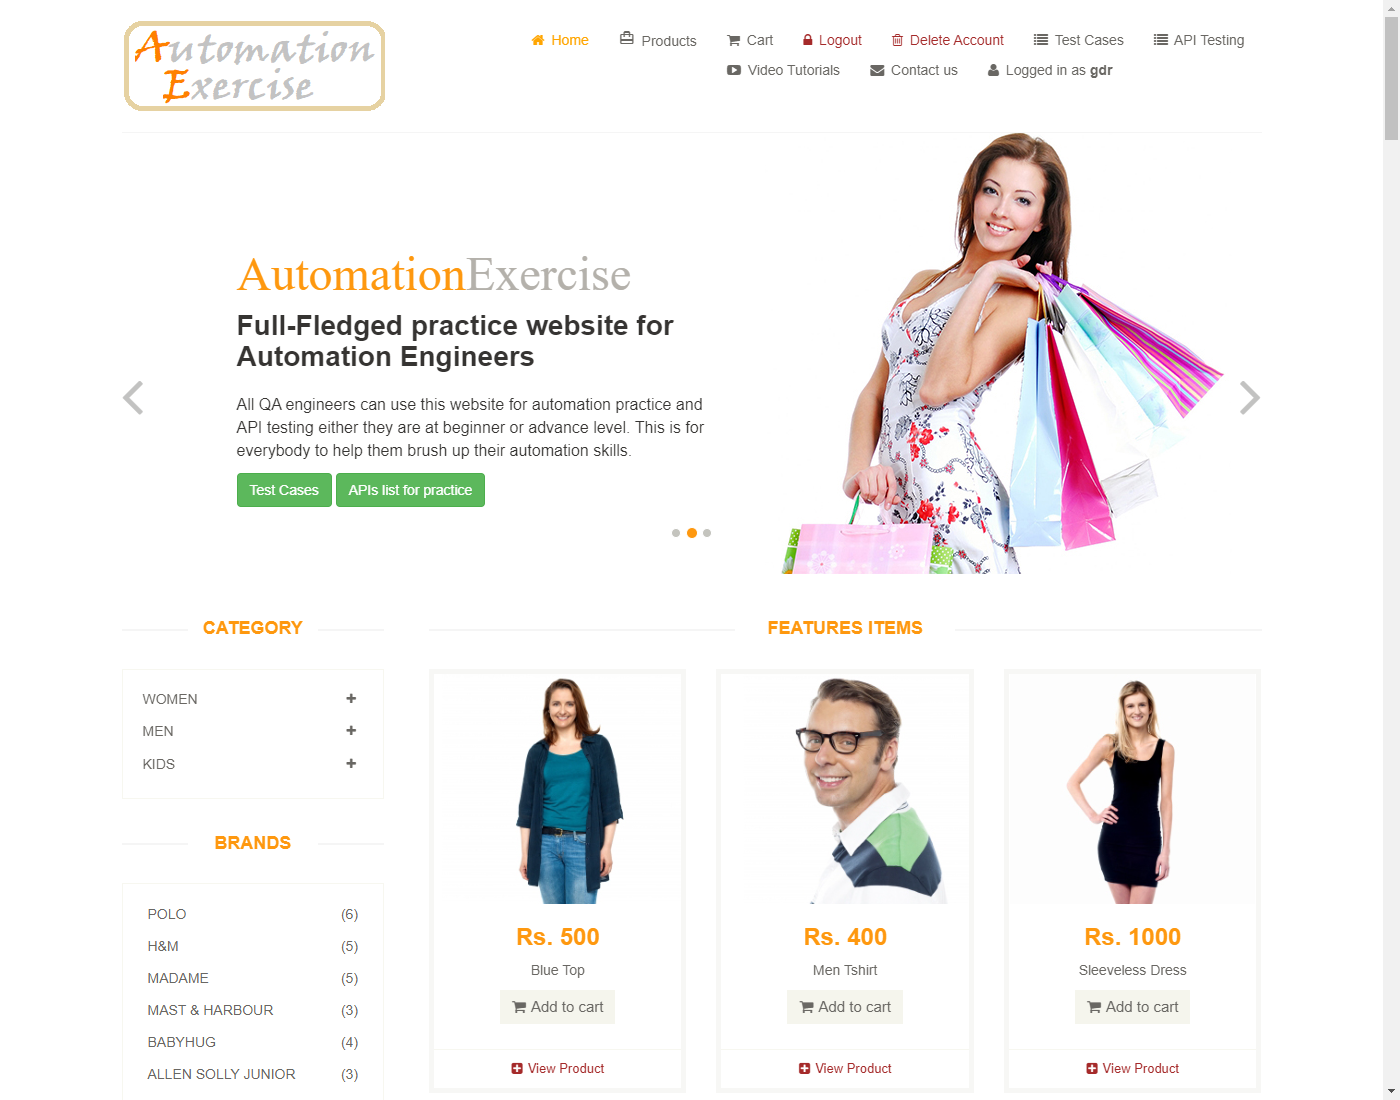 Automation
Exercise
Home
Products
Cart
Logout
Delete Account
Test Cases
API Testing
Video Tutorials
Contact us
Logged in as gdr
AutomationExercise
Full-Fledged practice website for
Automation Engineers
All QA engineers can use this website for automation practice and
API testing either they are at beginner or advance level. This is for
everybody to help them brush up their automation skills.
Test Cases
APIs list for practice
CATEGORY
WOMEN
MEN
KIDS
BRANDS
POLO (6)
H&M (5)
MADAME (5)
MAST & HARBOUR (3)
BABYHUG (4)
ALLEN SOLLY JUNIOR (3)
FEATURES ITEMS
Rs. 500
Blue Top
Add to cart
View Product
Rs. 400
Men Tshirt
Add to cart
View Product
Rs. 1000
Sleeveless Dress
Add to cart
View Product